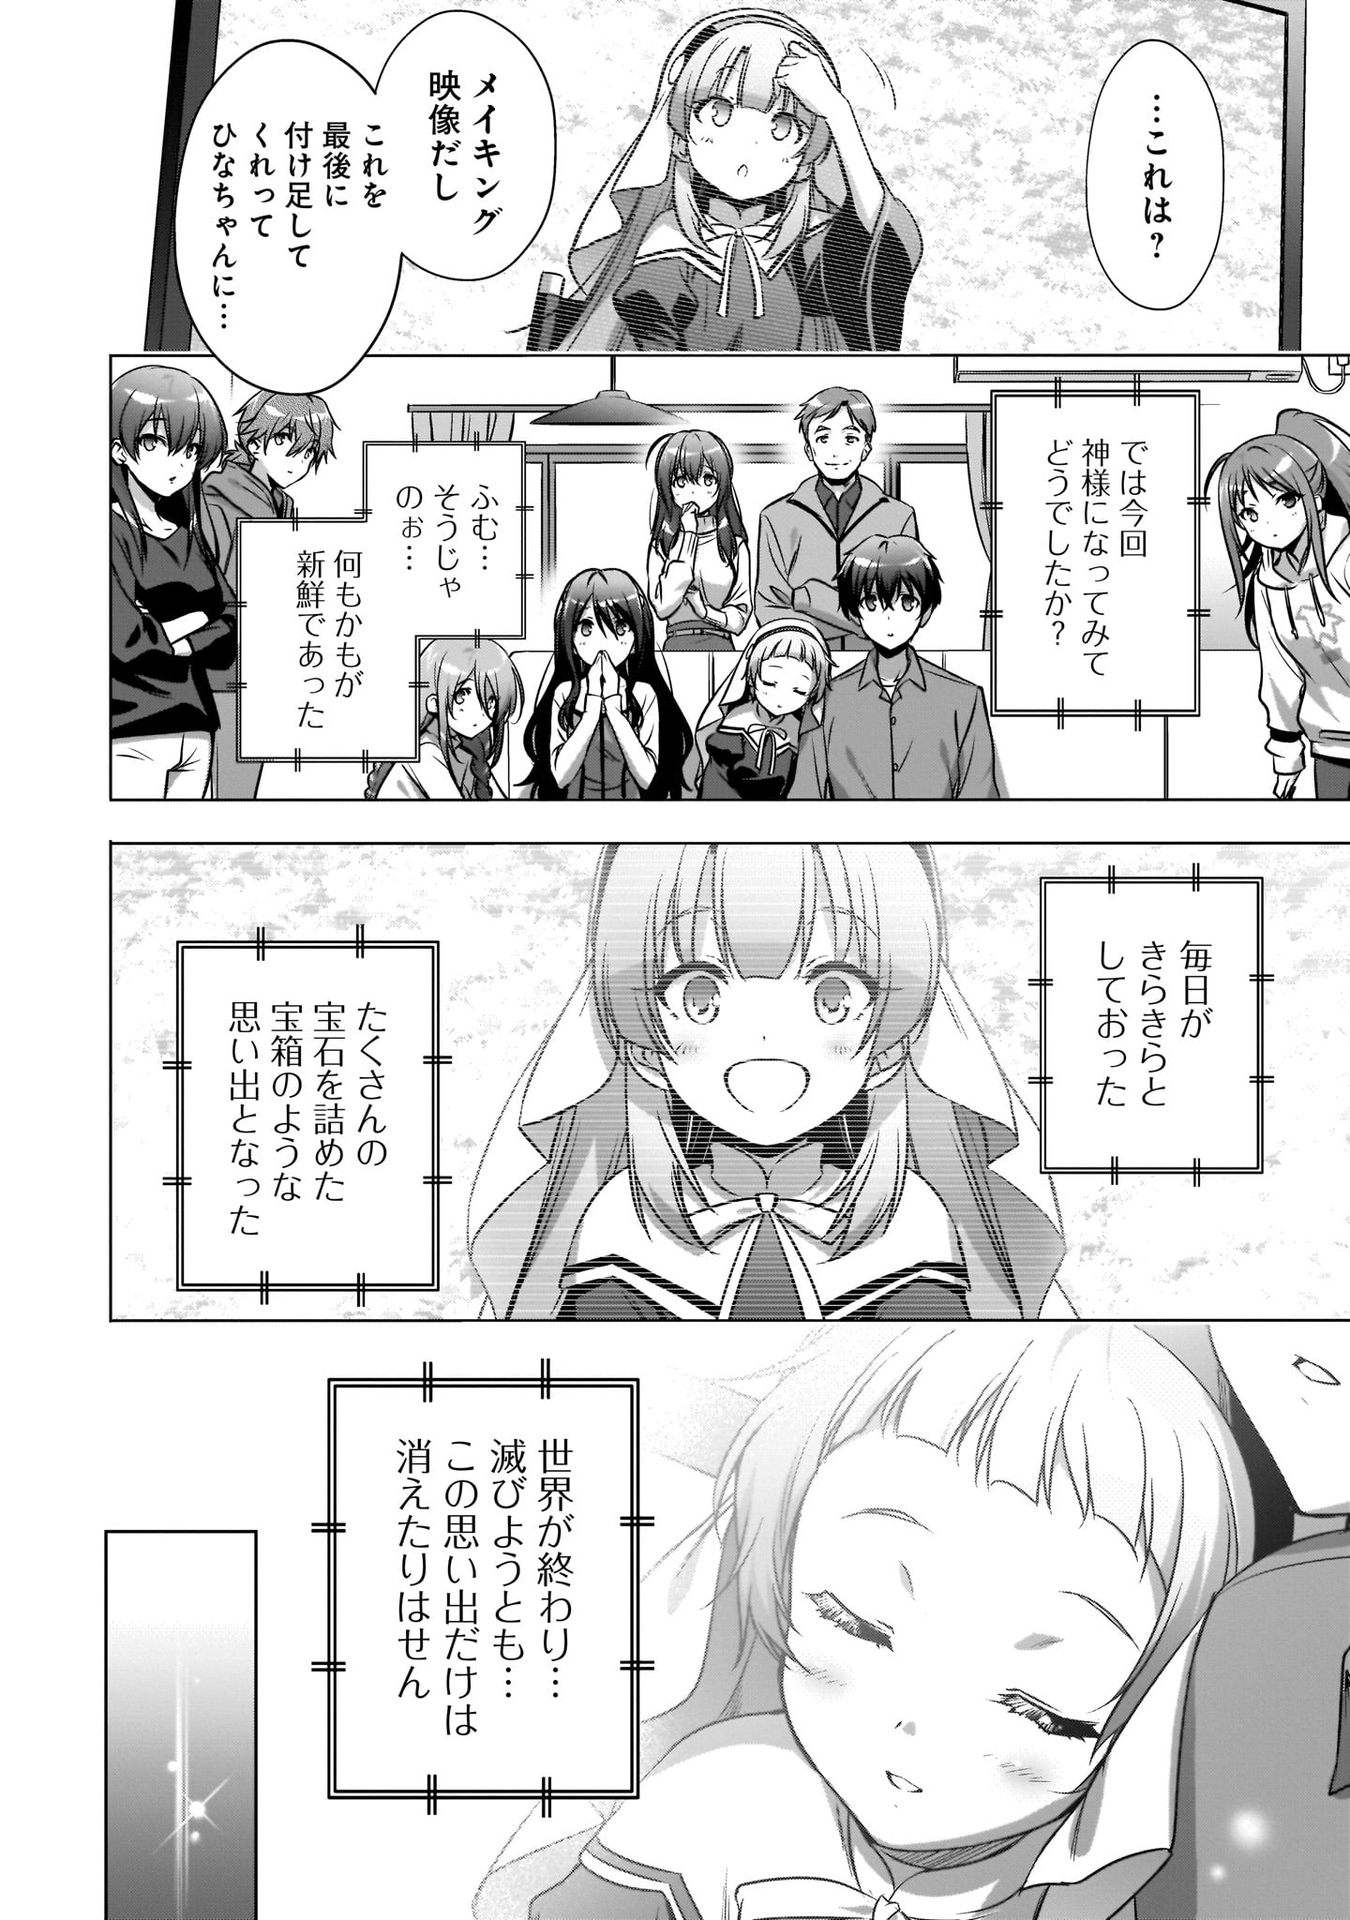 …これは?
メイキング
映像だし
これを
最後に
付け足して
くれって
ひなちゃんに…
では今回
神様になってみて
どうでしたか?
ふむ…
そうじゃ
のぉ…
何もかもが
新鮮であった
毎日が
きらきらと
しておった
たくさんの
宝石を詰めた
宝箱のような
思い出となった
世界が終わり…
滅びようとも…
この思い出だけは
消えたりはせん